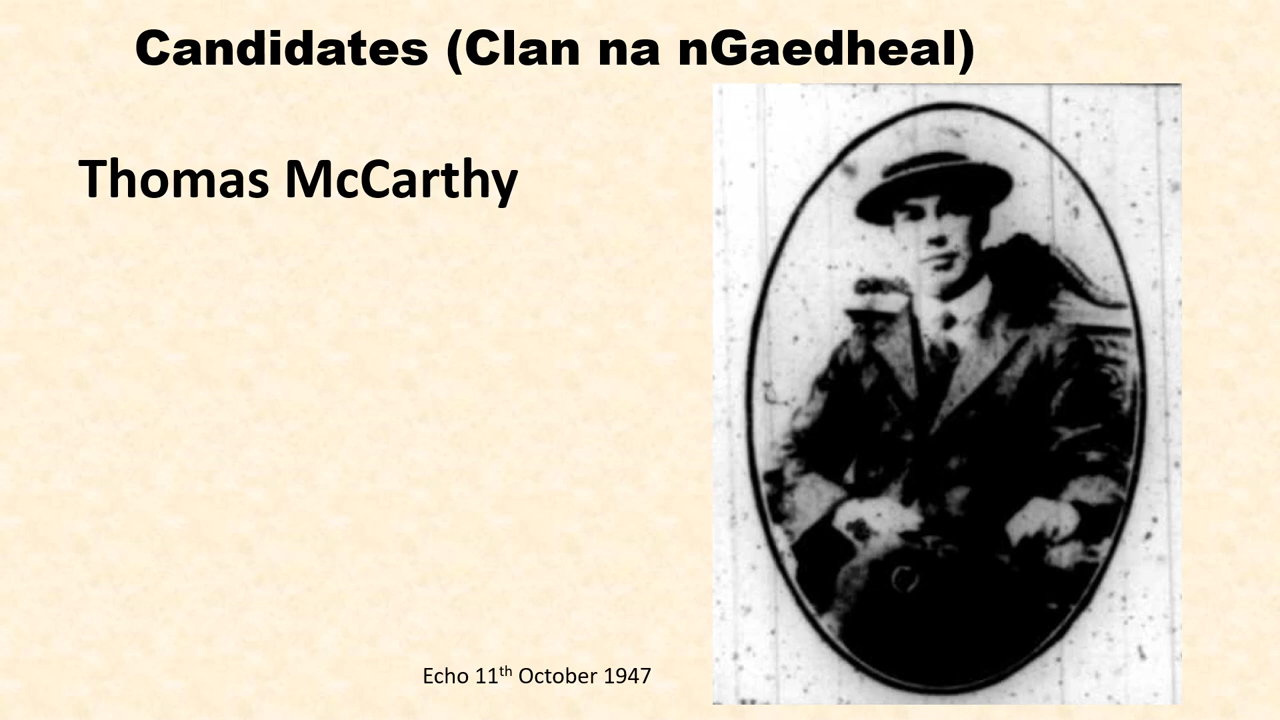 Candidates (Clan na nGaedheal)
Thomas McCarthy
Echo 11th October 1947